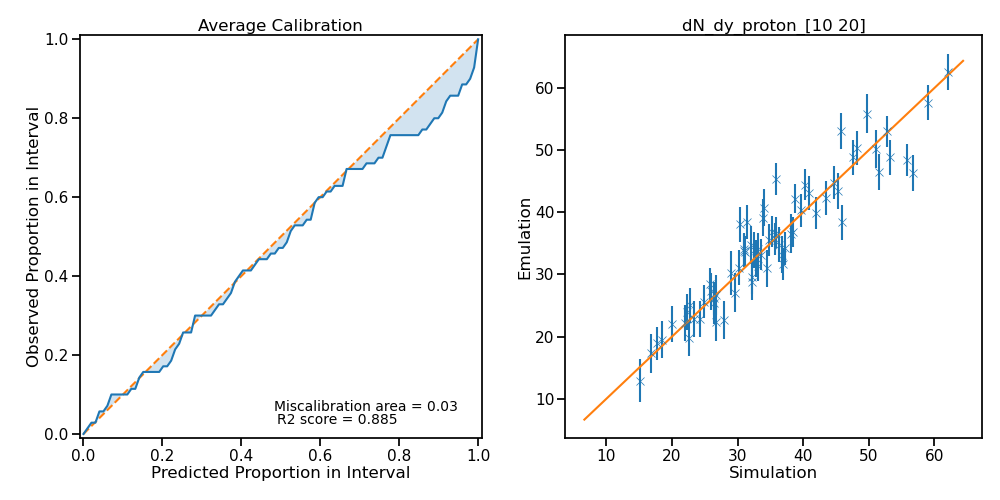 Average Calibration
1.0
0.8
0.6
0.4
0.2
0.0
Observed Proportion in Interval
Miscalibration area = 0.03
R2 score = 0.885
0.0 0.2 0.4 0.6 0.8 1.0
Predicted Proportion in Interval
dN_dy_proton_[10 20]
60
50
40
30
20
10
Emulation
10 20 30 40 50 60
Simulation